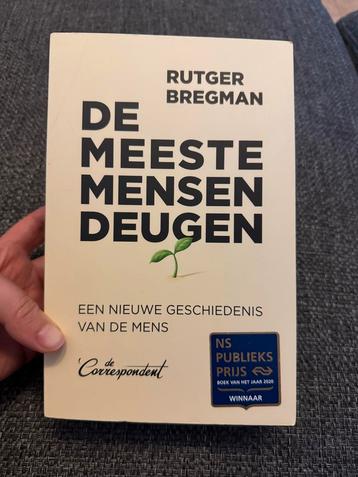 RUTGER
BREGMAN
DE
MEESTE
MENSEN
DEUGEN
EEN NIEUWE GESCHIEDENIS
VAN DE MENS
de
Correspondent
NS
PUBLIEKS
PRIJS
BOEK VAN HET JAAR 2020
WINNAAR